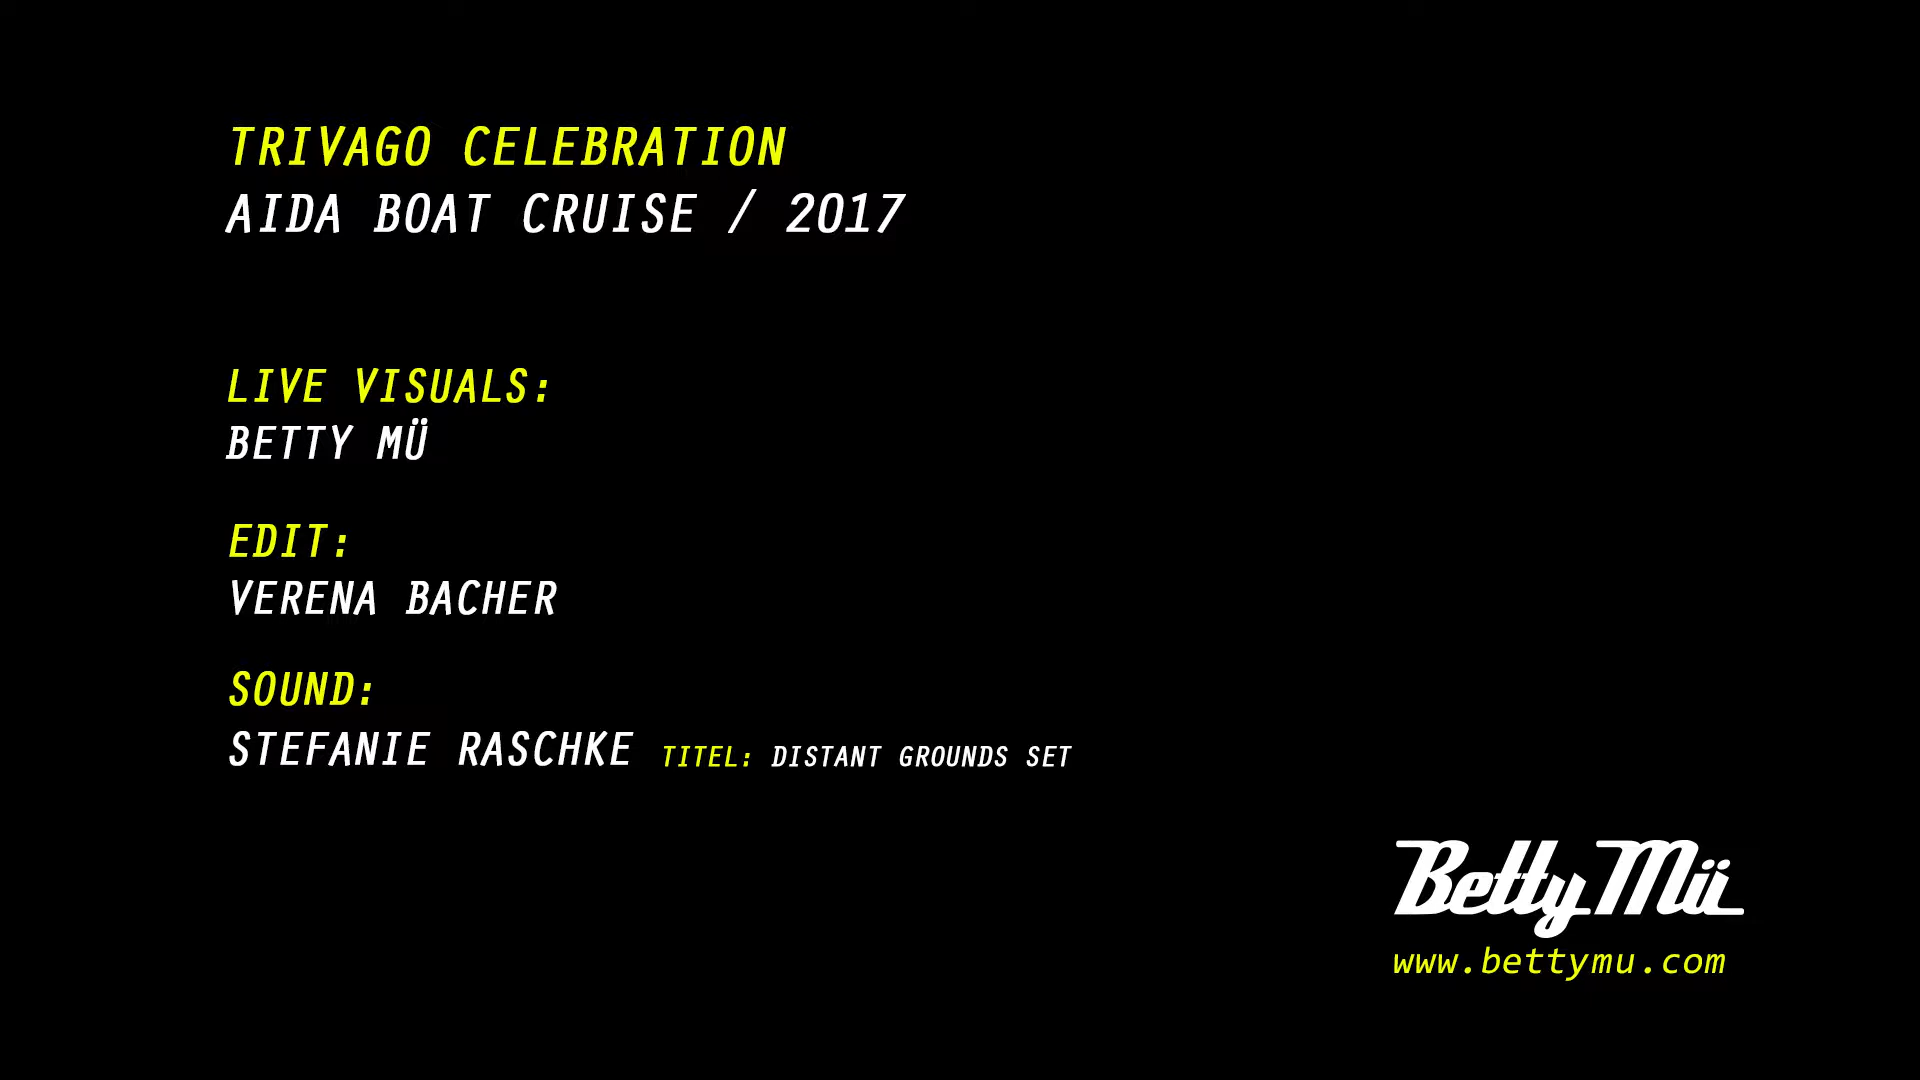 TRIVAGO CELEBRATION
AIDA BOAT CRUISE / 2017
LIVE VISUALS:
BETTY MÜ
EDIT:
VERENA BACHER
SOUND:
STEFANIE RASCHKE TITEL: DISTANT GROUNDS SET
Betty Mü
www.bettymu.com